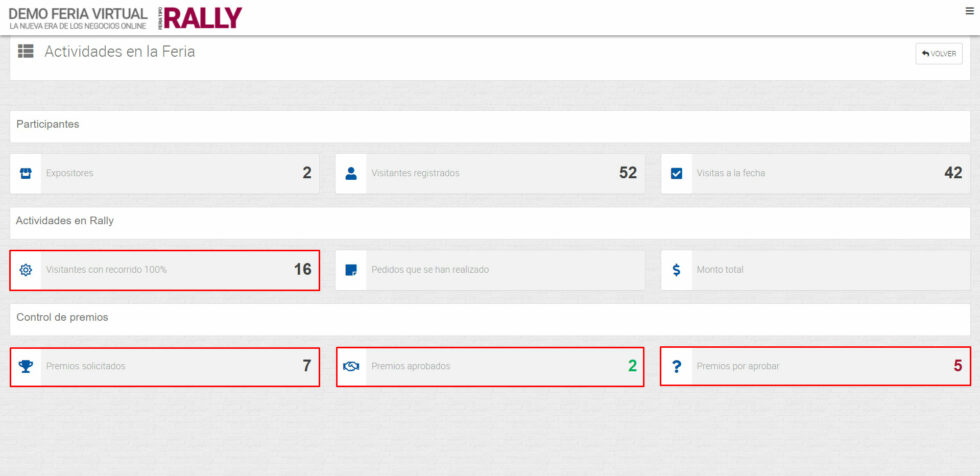 DEMO FERIA VIRTUAL
LA NUEVA ERA DE LOS NEGOCIOS ONLINE
FERIA TIPO
RALLY
Actividades en la Feria
VOLVER
Participantes
Expositores 2
Visitantes registrados 52
Visitas a la fecha 42
Actividades en Rally
Visitantes con recorrido 100% 16
Pedidos que se han realizado
$ Monto total
Control de premios
Premios solicitados 7
Premios aprobados 2
? Premios por aprobar 5